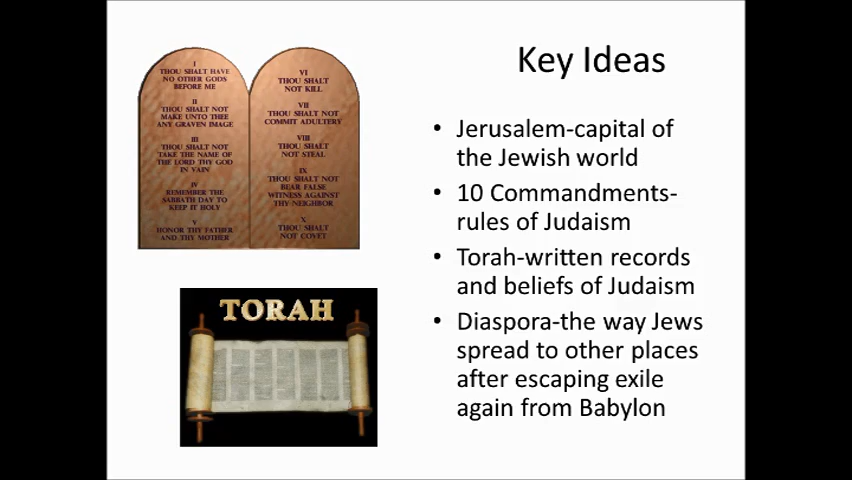 Key Ideas
I
THOU SHALT HAVE
NO OTHER GODS
BEFORE ME
II
THOU SHALT NOT
MAKE UNTO THEE
ANY GRAVEN IMAGE
III
THOU SHALT NOT
TAKE THE NAME OF
THE LORD THY GOD
IN VAIN
IV
REMEMBER THE
SABBATH DAY TO
KEEP IT HOLY
V
HONOR THY FATHER
AND THY MOTHER
VI
THOU SHALT
NOT KILL
VII
THOU SHALT NOT
COMMIT ADULTERY
VIII
THOU SHALT
NOT STEAL
IX
THOU SHALT NOT
BEAR FALSE
WITNESS AGAINST
THY NEIGHBOR
X
THOU SHALT
NOT COVET
TORAH
• Jerusalem-capital of
the Jewish world
• 10 Commandments-
rules of Judaism
• Torah-written records
and beliefs of Judaism
• Diaspora-the way Jews
spread to other places
after escaping exile
again from Babylon